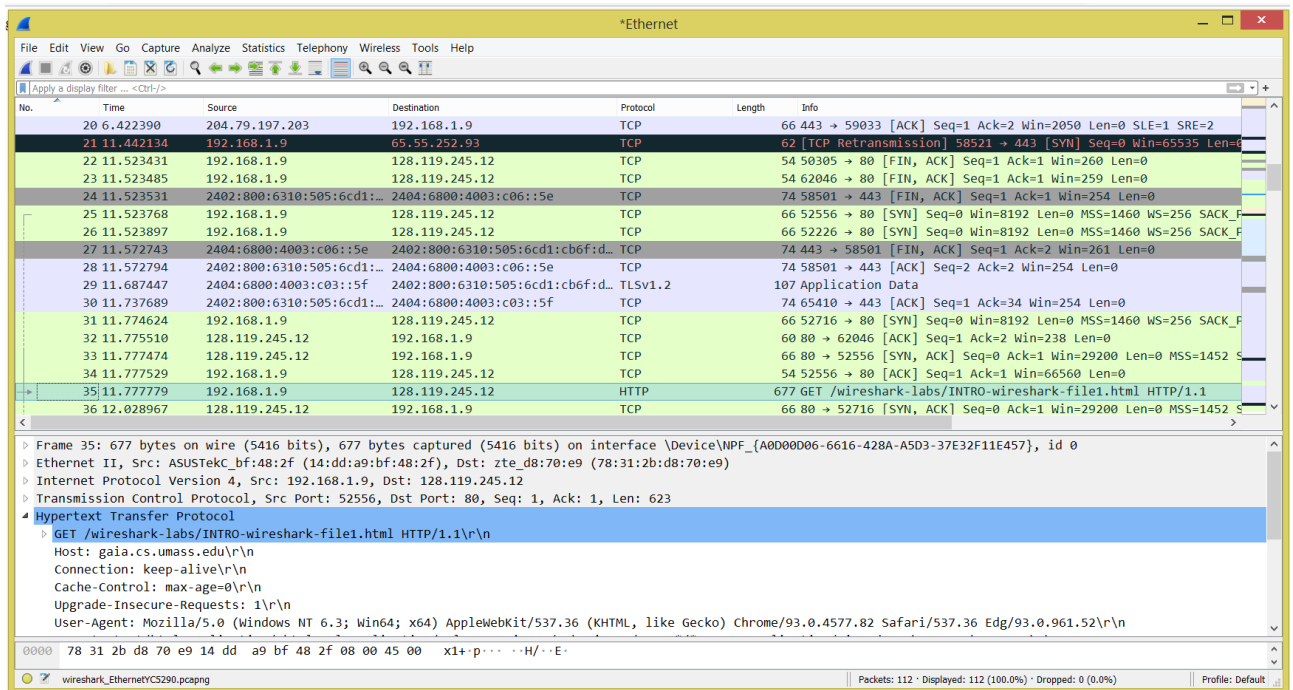 *Ethernet
File Edit View Go Capture Analyze Statistics Telephony Wireless Tools Help
Apply a display filter ... <Ctrl-/>
No. Time Source Destination Protocol Length Info
20 6.422390 204.79.197.203 192.168.1.9 TCP 66 443 → 59033 [ACK] Seq=1 Ack=2 Win=2050 Len=0 SLE=1 SRE=2
21 11.442134 192.168.1.9 65.55.252.93 TCP 62 [TCP Retransmission] 58521 → 443 [SYN] Seq=0 Win=65535 Len=0
22 11.523431 192.168.1.9 128.119.245.12 TCP 54 50305 → 80 [FIN, ACK] Seq=1 Ack=1 Win=260 Len=0
23 11.523485 192.168.1.9 128.119.245.12 TCP 54 62046 → 80 [FIN, ACK] Seq=1 Ack=1 Win=259 Len=0
24 11.523531 2402:800:6310:505:6cd1:… 2404:6800:4003:c06::5e TCP 74 58501 → 443 [FIN, ACK] Seq=1 Ack=1 Win=254 Len=0
25 11.523768 192.168.1.9 128.119.245.12 TCP 66 52556 → 80 [SYN] Seq=0 Win=8192 Len=0 MSS=1460 WS=256 SACK_P
26 11.523897 192.168.1.9 128.119.245.12 TCP 66 52226 → 80 [SYN] Seq=0 Win=8192 Len=0 MSS=1460 WS=256 SACK_P
27 11.572743 2404:6800:4003:c06::5e 2402:800:6310:505:6cd1:cb6f:d… TCP 74 443 → 58501 [FIN, ACK] Seq=1 Ack=2 Win=261 Len=0
28 11.572794 2402:800:6310:505:6cd1:… 2404:6800:4003:c06::5e TCP 74 58501 → 443 [ACK] Seq=2 Ack=2 Win=254 Len=0
29 11.687447 2404:6800:4003:c03::5f 2402:800:6310:505:6cd1:cb6f:d… TLSv1.2 107 Application Data
30 11.737689 2402:800:6310:505:6cd1:… 2404:6800:4003:c03::5f TCP 74 65410 → 443 [ACK] Seq=1 Ack=34 Win=254 Len=0
31 11.774624 192.168.1.9 128.119.245.12 TCP 66 52716 → 80 [SYN] Seq=0 Win=8192 Len=0 MSS=1460 WS=256 SACK_P
32 11.775510 128.119.245.12 192.168.1.9 TCP 60 80 → 62046 [ACK] Seq=1 Ack=2 Win=238 Len=0
33 11.777474 128.119.245.12 192.168.1.9 TCP 66 80 → 52556 [SYN, ACK] Seq=0 Ack=1 Win=29200 Len=0 MSS=1452 S
34 11.777529 192.168.1.9 128.119.245.12 TCP 54 52556 → 80 [ACK] Seq=1 Ack=1 Win=66560 Len=0
35 11.777779 192.168.1.9 128.119.245.12 HTTP 677 GET /wireshark-labs/INTRO-wireshark-file1.html HTTP/1.1
36 12.028967 128.119.245.12 192.168.1.9 TCP 66 80 → 52716 [SYN, ACK] Seq=0 Ack=1 Win=29200 Len=0 MSS=1452 S
Frame 35: 677 bytes on wire (5416 bits), 677 bytes captured (5416 bits) on interface \Device\NPF_{A0D00D06-6616-428A-A5D3-37E32F11E457}, id 0
Ethernet II, Src: ASUSTekC_bf:48:2f (14:dd:a9:bf:48:2f), Dst: zte_d8:70:e9 (78:31:2b:d8:70:e9)
Internet Protocol Version 4, Src: 192.168.1.9, Dst: 128.119.245.12
Transmission Control Protocol, Src Port: 52556, Dst Port: 80, Seq: 1, Ack: 1, Len: 623
Hypertext Transfer Protocol
GET /wireshark-labs/INTRO-wireshark-file1.html HTTP/1.1\r\n
Host: gaia.cs.umass.edu\r\n
Connection: keep-alive\r\n
Cache-Control: max-age=0\r\n
Upgrade-Insecure-Requests: 1\r\n
User-Agent: Mozilla/5.0 (Windows NT 6.3; Win64; x64) AppleWebKit/537.36 (KHTML, like Gecko) Chrome/93.0.4577.82 Safari/537.36 Edg/93.0.961.52\r\n
0000 78 31 2b d8 70 e9 14 dd a9 bf 48 2f 08 00 45 00 x1+·p··· ··H/··E·
wireshark_EthernetYC5290.pcapng Packets: 112 · Displayed: 112 (100.0%) · Dropped: 0 (0.0%) Profile: Default